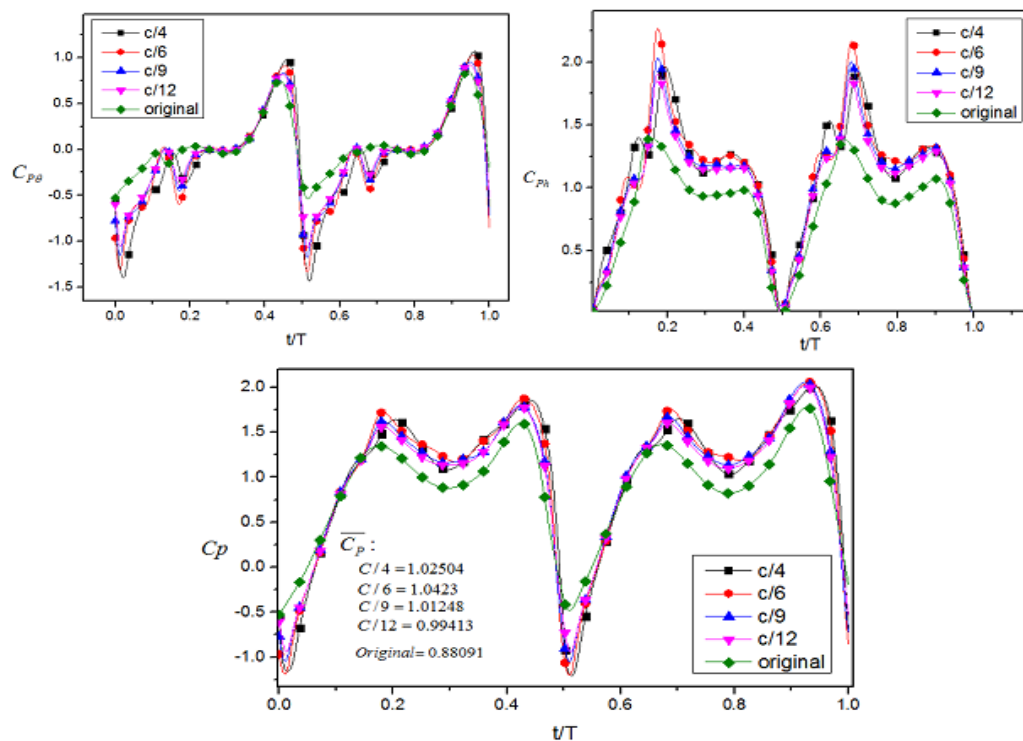 c/4
c/6
c/9
c/12
original
1.0
0.5
0.0
-0.5
-1.0
-1.5
C_{Pθ}
0.0 0.2 0.4 0.6 0.8 1.0
t/T
c/4
c/6
c/9
c/12
original
2.0
1.5
1.0
0.5
C_{Ph}
0.2 0.4 0.6 0.8 1.0
t/T
2.0
1.5
1.0
0.5
0.0
-0.5
-1.0
Cp
C̅_P̅ :
C / 4 = 1.02504
C / 6 = 1.0423
C / 9 = 1.01248
C / 12 = 0.99413
Original = 0.88091
c/4
c/6
c/9
c/12
original
0.0 0.2 0.4 0.6 0.8 1.0
t/T